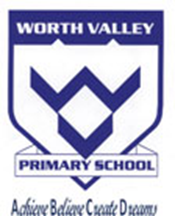 WORTH VALLEY
PRIMARY SCHOOL
Achieve Believe Create Dreams